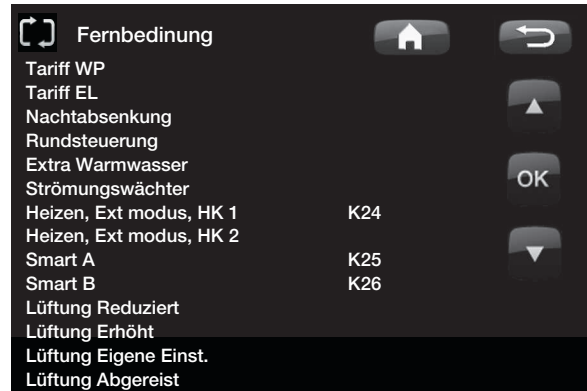 Fernbedinung
Tariff WP
Tariff EL
Nachtabsenkung
Rundsteuerung
Extra Warmwasser
OK
Strömungswächter
Heizen, Ext modus, HK 1 K24
Heizen, Ext modus, HK 2
Smart A K25
Smart B K26
Lüftung Reduziert
Lüftung Erhöht
Lüftung Eigene Einst.
Lüftung Abgereist